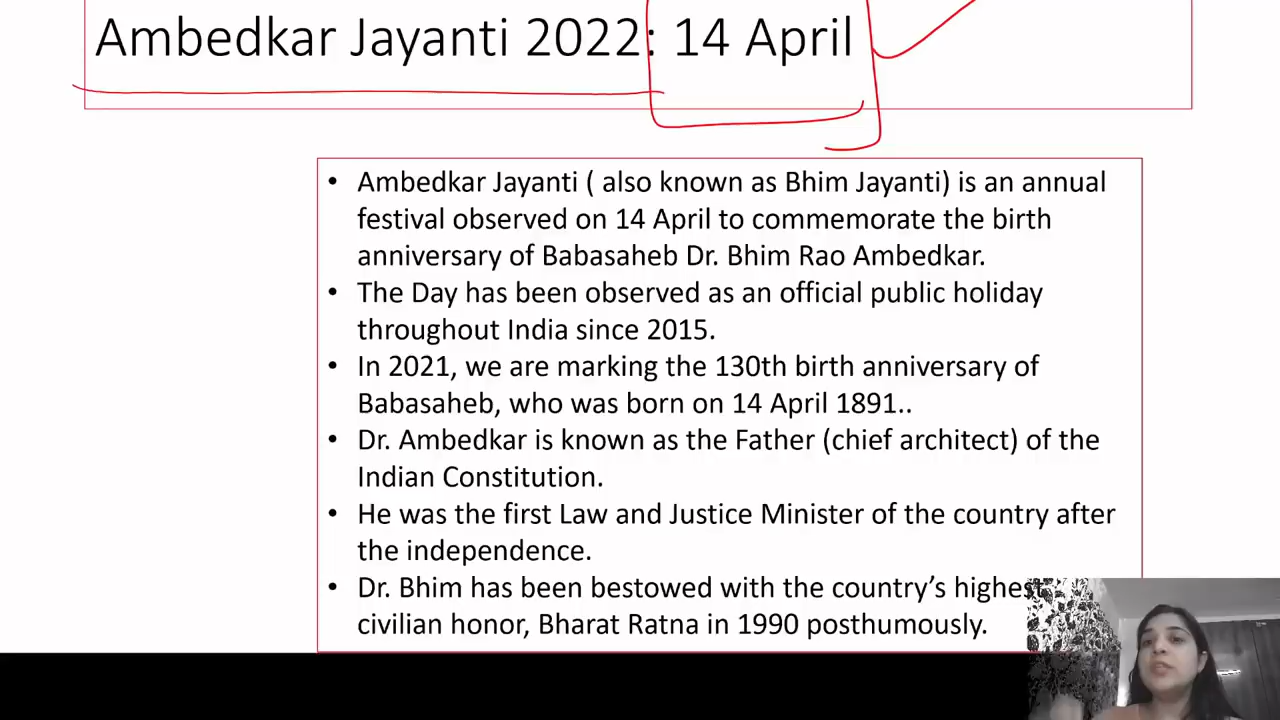 Ambedkar Jayanti 2022: 14 April
• Ambedkar Jayanti ( also known as Bhim Jayanti) is an annual
festival observed on 14 April to commemorate the birth
anniversary of Babasaheb Dr. Bhim Rao Ambedkar.
• The Day has been observed as an official public holiday
throughout India since 2015.
• In 2021, we are marking the 130th birth anniversary of
Babasaheb, who was born on 14 April 1891..
• Dr. Ambedkar is known as the Father (chief architect) of the
Indian Constitution.
• He was the first Law and Justice Minister of the country after
the independence.
• Dr. Bhim has been bestowed with the country’s highest
civilian honor, Bharat Ratna in 1990 posthumously.